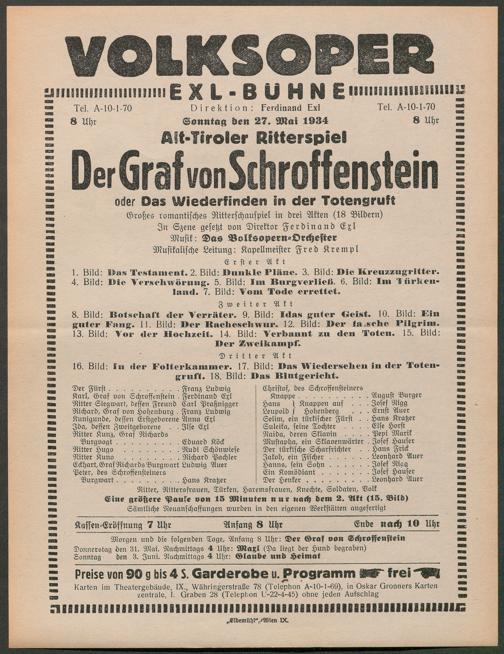 VOLKSOPER
EXL-BÜHNE
Tel. A-10-1-70 Direktion: Ferdinand Exl Tel. A-10-1-70
8 Uhr Sonntag den 27. Mai 1934 8 Uhr
Alt-Tiroler Ritterspiel
Der Graf von Schroffenstein
oder Das Wiederfinden in der Totengruft
Großes romantisches Ritterschauspiel in drei Akten (18 Bildern)
In Szene gesetzt von Direktor Ferdinand Exl
Musik: Das Volksopern-Orchester
Musikalische Leitung: Kapellmeister Fred Krempl
Erster Akt
1. Bild: Das Testament. 2. Bild: Dunkle Pläne. 3. Bild: Die Kreuzzugritter.
4. Bild: Die Verschwörung. 5. Bild: Im Burgverließ. 6. Bild: Im Türken-
land. 7. Bild: Vom Tode errettet.
Zweiter Akt
8. Bild: Botschaft der Verräter. 9. Bild: Idas guter Geist. 10. Bild: Ein
guter Fang. 11. Bild: Der Racheschwur. 12. Bild: Der falsche Pilgrim.
13. Bild: Vor der Hochzeit. 14. Bild: Verbannt zu den Toten. 15. Bild:
Der Zweikampf.
Dritter Akt
16. Bild: In der Folterkammer. 17. Bild: Das Wiedersehen in der Toten-
gruft. 18. Bild: Das Blutgericht.
Der Fürst . . . Franz Ludwig
Karl, Graf von Schroffenstein . Ferdinand Exl
Ritter Siegwart, dessen Freund Carl Praßnigger
Richard, Graf von Hohenburg . Franz Ludwig
Kunigunde, dessen Erstgeborene Anna Exl
Ida, dessen Zweitgeborene . . Ilse Exl
Ritter Kunz, Graf Richards
Burgvogt . . . Eduard Köck
Ritter Hugo . . . Rudi Schönwiese
Ritter Kuno . . . Richard Pachler
Eckhart, Graf Richards Burgwart Ludwig Auer
Peter, des Schroffensteiners
Burgwart . . . Hans Kratzer
Christof, des Schroffensteiners
Knappe . . . August Burger
Hans | Knappen auf . . Josef Rigg
Leupold | Hohenberg . . Ernst Auer
Selim, ein türkischer Fürst . . Hans Kratzer
Suleika, seine Tochter . . . Else Horst
Naida, deren Sklavin . . . Pepi Marik
Mustapha, ein Sklavenwärter . Josef Hauser
Der türkische Scharfrichter . . Hans Frick
Jakob, ein Fischer . . . Leonhard Auer
Hanns, sein Sohn . . . Josef Rigg
Ein Komödiant . . . Josef Hauser
Der Henker . . . Leonhard Auer
Ritter, Rittersfrauen, Türken, Haremsfrauen, Knechte, Soldaten, Volk
Eine größere Pause von 15 Minuten nur nach dem 2. Akt (15. Bild)
Sämtliche Neuausstattungen wurden in den eigenen Werkstätten angefertigt
Kassen-Eröffnung 7 Uhr Anfang 8 Uhr Ende nach 10 Uhr
Morgen und die folgenden Tage, Anfang 8 Uhr: Der Graf von Schroffenstein
Donnerstag den 31. Mai, Nachmittags 4 Uhr: Magl (Da liegt der Hund begraben)
Sonntag den 3. Juni, Nachmittags 4 Uhr: Glaube und Heimat
Preise von 90 g bis 4 S. Garderobe u. Programm frei
Karten im Theatergebäude, IX., Währingerstraße 78 (Telephon A-10-1-69), in Oskar Gronners Karten
zentrale, I. Graben 28 (Telephon U-22-4-45) ohne jeden Aufschlag
„Elbemühl", Wien IX.